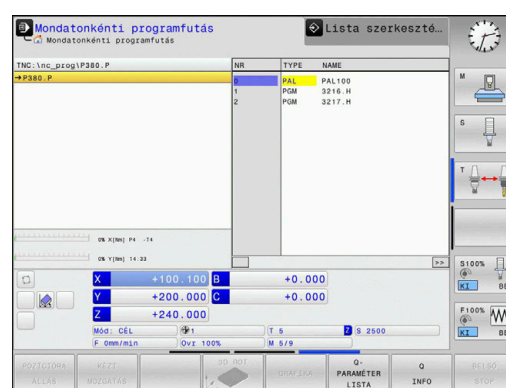 Mondatonkénti programfutás
Mondatonkénti programfutás
Lista szerkeszté…
TNC:\nc_prog\P380.P
→P380.P
NR TYPE NAME
0 PAL PAL100
1 PGM 3216.H
2 PGM 3217.H
0% X[Nm] P4 -T4
0% Y[Nm] 14:33
>>
X +100.100 B +0.000
Y +200.000 C +0.000
Z +240.000
Mód: CÉL 1 T 5 Z S 2500
F 0mm/min Ovr 100% M 5/9
M
S
T
S100%
KI BE
F100%
KI BE
POZÍCIÓRA ÁLLÁS
KÉZI MOZGATÁS
3D ROT
GRAFIKA
Q-PARAMÉTER LISTA
Q INFO
BELSŐ STOP